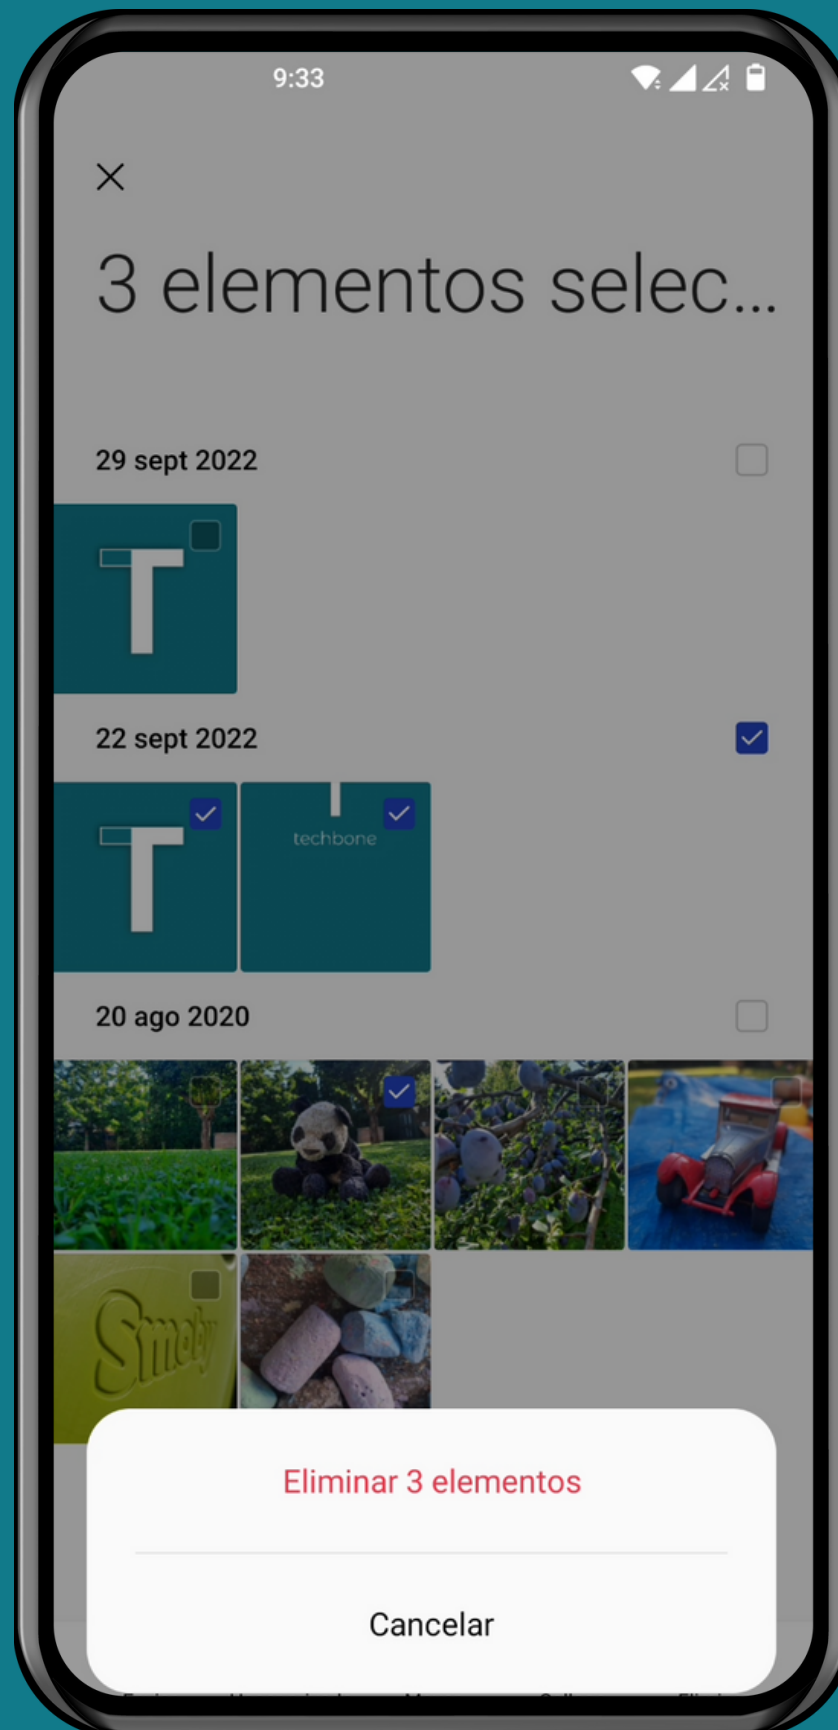 9:33
3 elementos selec...
29 sept 2022
T
22 sept 2022
T
techbone
20 ago 2020
Smoby
Eliminar 3 elementos
Cancelar